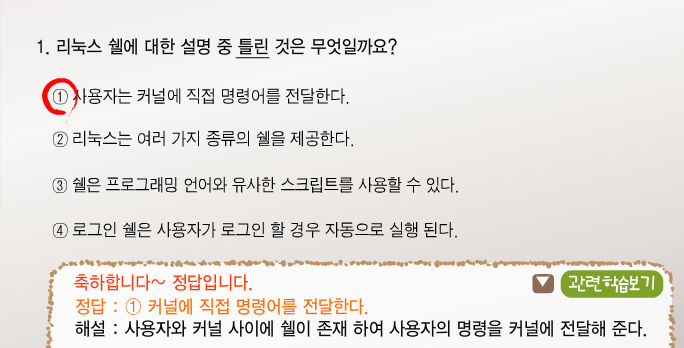 1. 리눅스 쉘에 대한 설명 중 틀린 것은 무엇일까요?
① 사용자는 커널에 직접 명령어를 전달한다.
② 리눅스는 여러 가지 종류의 쉘을 제공한다.
③ 쉘은 프로그래밍 언어와 유사한 스크립트를 사용할 수 있다.
④ 로그인 쉘은 사용자가 로그인 할 경우 자동으로 실행 된다.
축하합니다~ 정답입니다.
관련학습보기
정답 : ① 커널에 직접 명령어를 전달한다.
해설 : 사용자와 커널 사이에 쉘이 존재 하여 사용자의 명령을 커널에 전달해 준다.